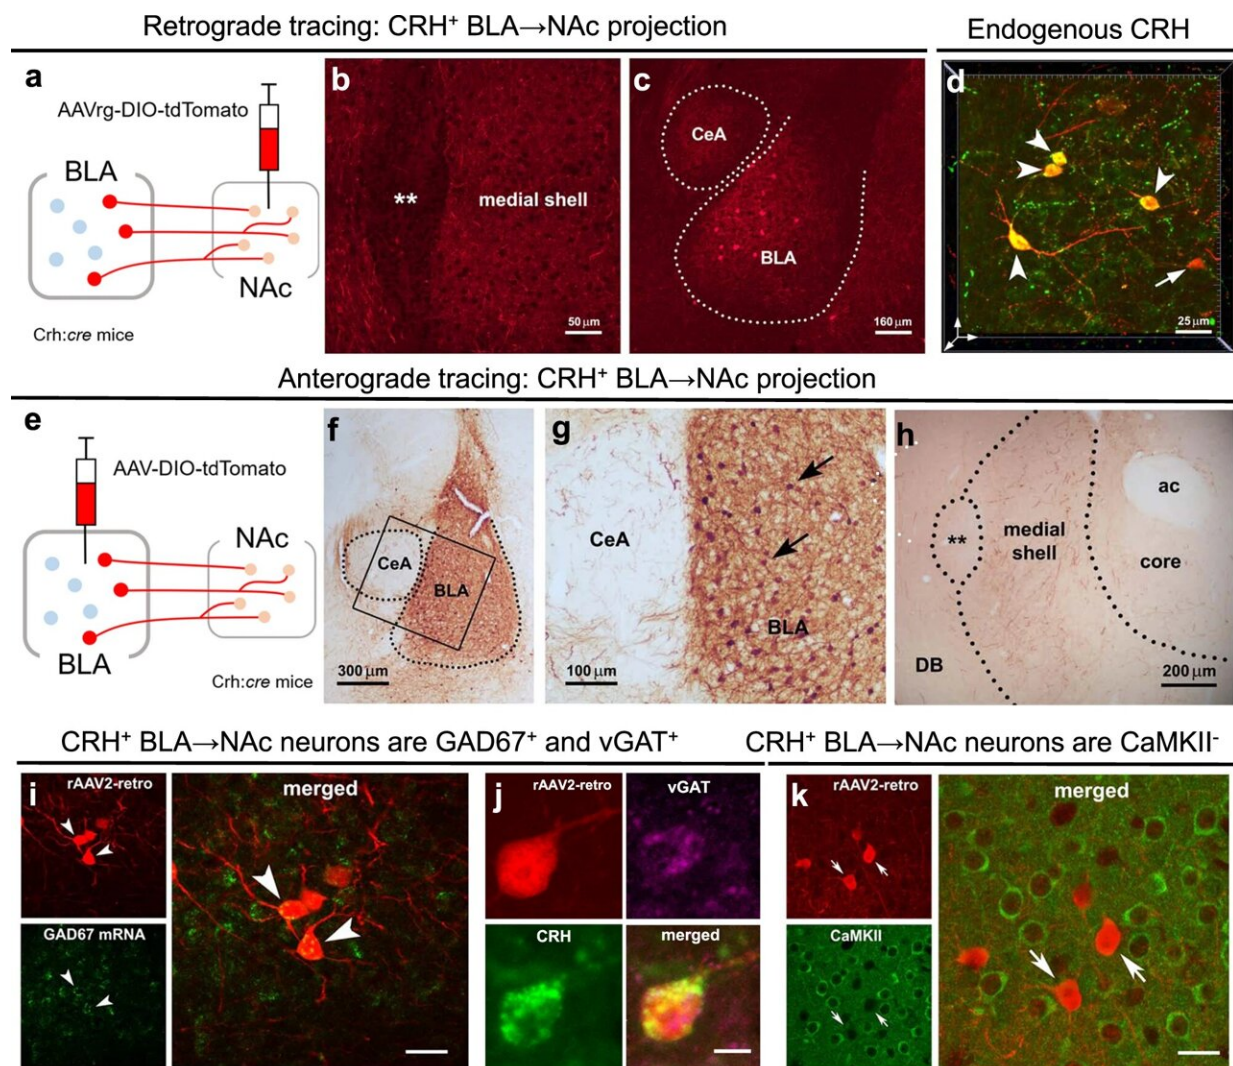 Retrograde tracing: CRH⁺ BLA→NAc projection
Endogenous CRH
a
AAVrg-DIO-tdTomato
BLA
NAc
Crh:cre mice
b
**
medial shell
50 μm
c
CeA
BLA
160 μm
d
25 μm
Anterograde tracing: CRH⁺ BLA→NAc projection
e
AAV-DIO-tdTomato
NAc
BLA
Crh:cre mice
f
CeA
BLA
300 μm
g
CeA
BLA
100 μm
h
ac
**
medial
shell
core
DB
200 μm
CRH⁺ BLA→NAc neurons are GAD67⁺ and vGAT⁺
CRH⁺ BLA→NAc neurons are CaMKII⁻
i
rAAV2-retro
GAD67 mRNA
merged
j
rAAV2-retro
vGAT
CRH
merged
k
rAAV2-retro
CaMKII
merged